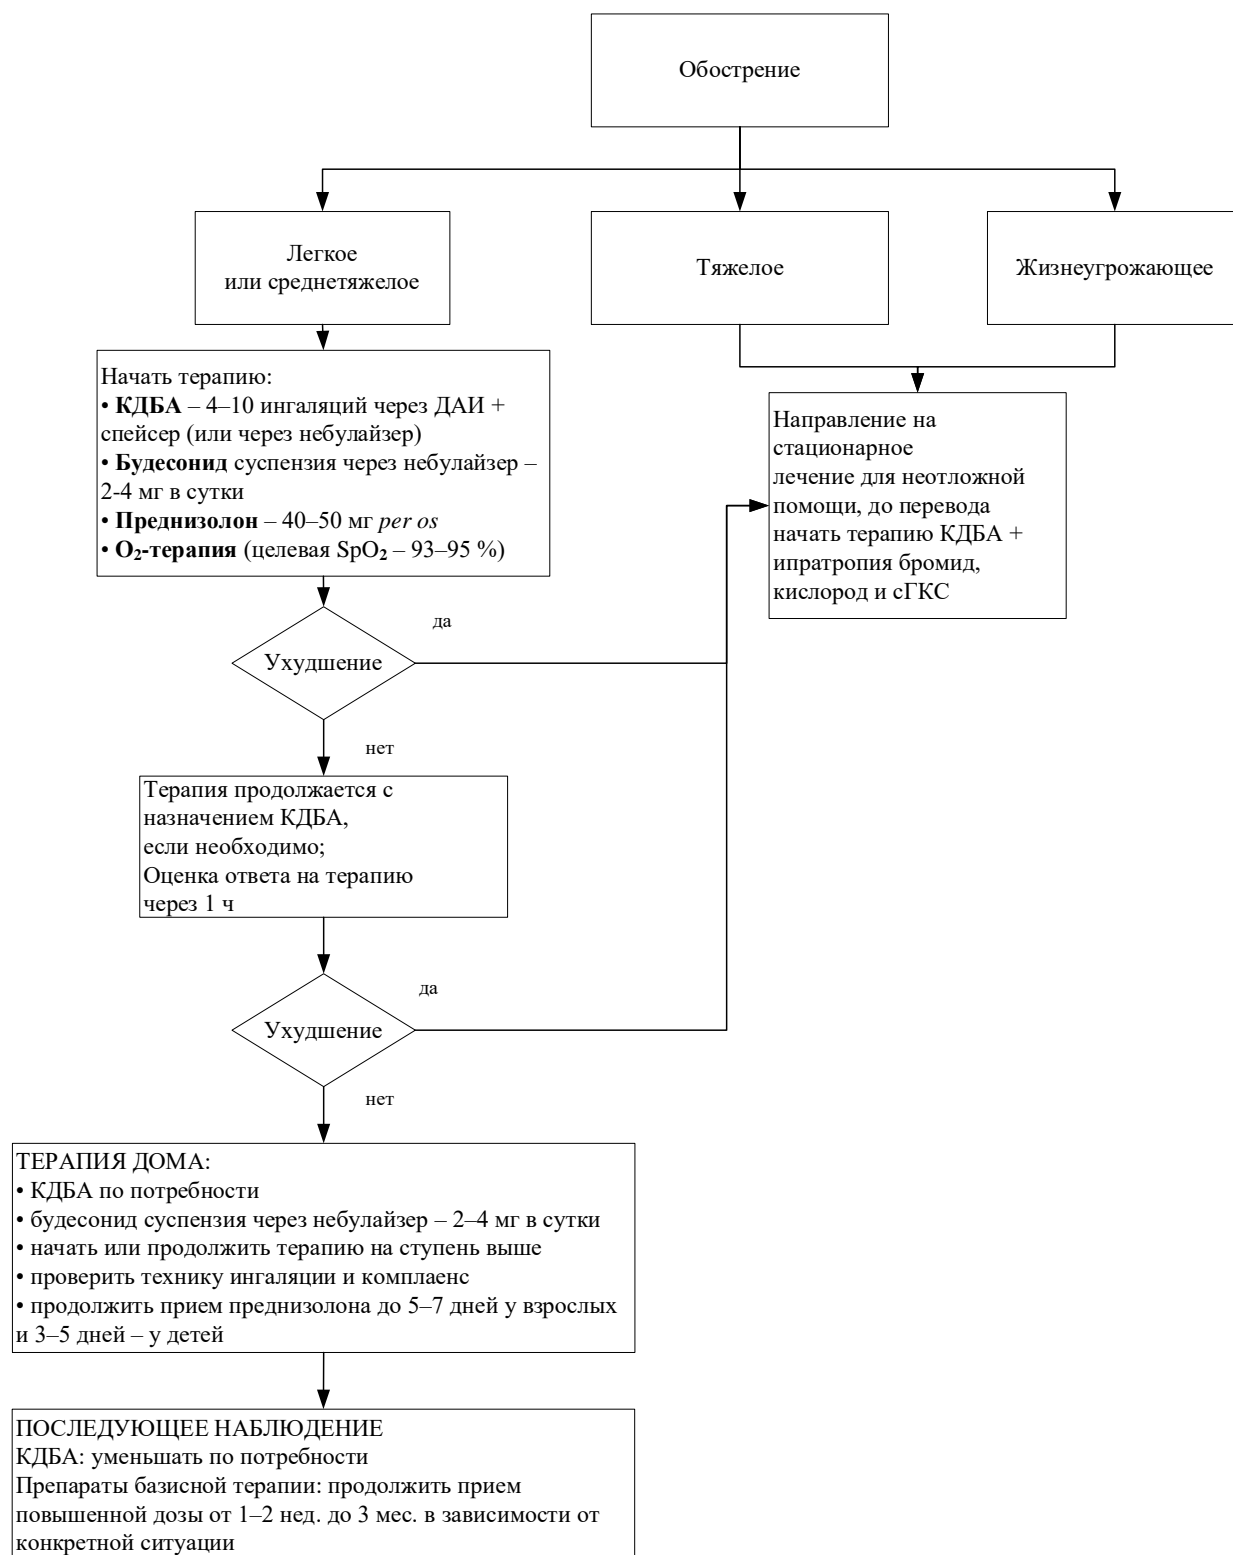 Обострение
Легкое
или среднетяжелое
Тяжелое
Жизнеугрожающее
Начать терапию:
• КДБА – 4–10 ингаляций через ДАИ +
спейсер (или через небулайзер)
• Будесонид суспензия через небулайзер –
2-4 мг в сутки
• Преднизолон – 40–50 мг per os
• O₂-терапия (целевая SpO₂ – 93–95 %)
Направление на
стационарное
лечение для неотложной
помощи, до перевода
начать терапию КДБА +
ипратропия бромид,
кислород и сГКС
да
Ухудшение
нет
Терапия продолжается с
назначением КДБА,
если необходимо;
Оценка ответа на терапию
через 1 ч
да
Ухудшение
нет
ТЕРАПИЯ ДОМА:
• КДБА по потребности
• будесонид суспензия через небулайзер – 2–4 мг в сутки
• начать или продолжить терапию на ступень выше
• проверить технику ингаляции и комплаенс
• продолжить прием преднизолона до 5–7 дней у взрослых
и 3–5 дней – у детей
ПОСЛЕДУЮЩЕЕ НАБЛЮДЕНИЕ
КДБА: уменьшать по потребности
Препараты базисной терапии: продолжить прием
повышенной дозы от 1–2 нед. до 3 мес. в зависимости от
конкретной ситуации